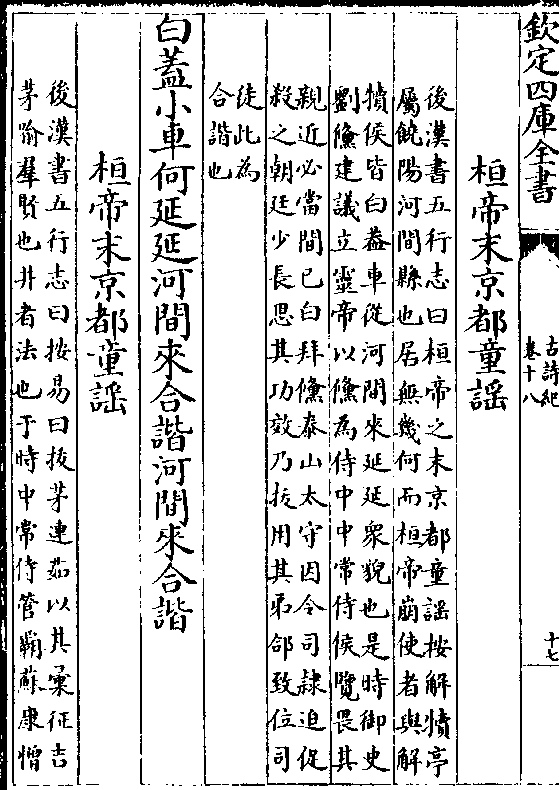 欽定四庫全書
古詩紀
卷十八
十七
桓帝末京都童謡
後漢書五行志曰桓帝之末京都童謡按解犢亭
屬饒陽河間縣也居無幾何而桓帝崩使者與解
犢侯皆白葢車從河間來延延衆貌也是時御史
劉儵建議立靈帝以儵為侍中中常侍侯覽畏其
親近必當間已白拜儵泰山太守因令司隷迫促
殺之朝廷少長思其功效乃㧞用其弟郃致位司
徒此為
合諧也
白蓋小車何延延河間來合諧河間來合諧
桓帝末京都童謡
後漢書五行志曰按易曰㧞茅連茹以其彚征吉
茅喻羣賢也井者法也于時中常侍管霸蘇康憎